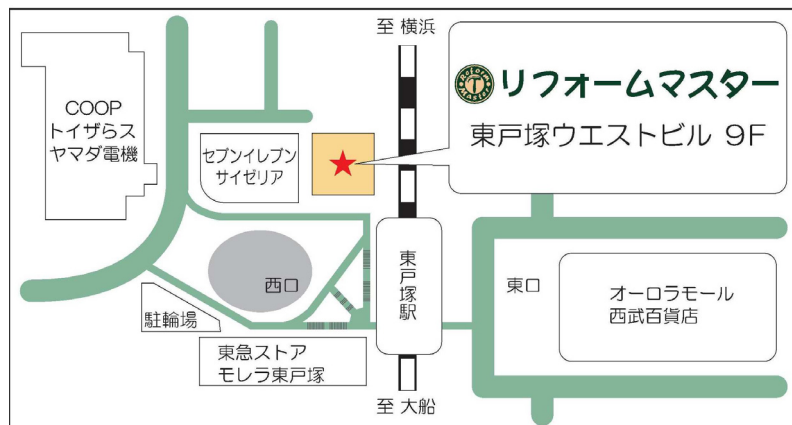 至 横浜
リフォームマスター
東戸塚ウエストビル 9F
COOP
トイザらス
ヤマダ電機
セブンイレブン
サイゼリア
西口
東戸塚駅
東口
オーロラモール
西武百貨店
駐輪場
東急ストア
モレラ東戸塚
至 大船